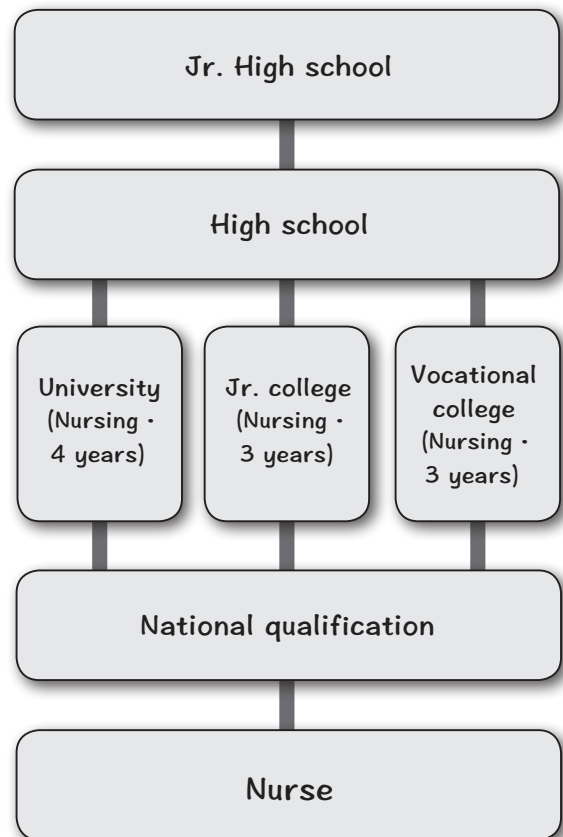 Jr. High school
High school
University
(Nursing・
4 years)
Jr. college
(Nursing・
3 years)
Vocational
college
(Nursing・
3 years)
National qualification
Nurse